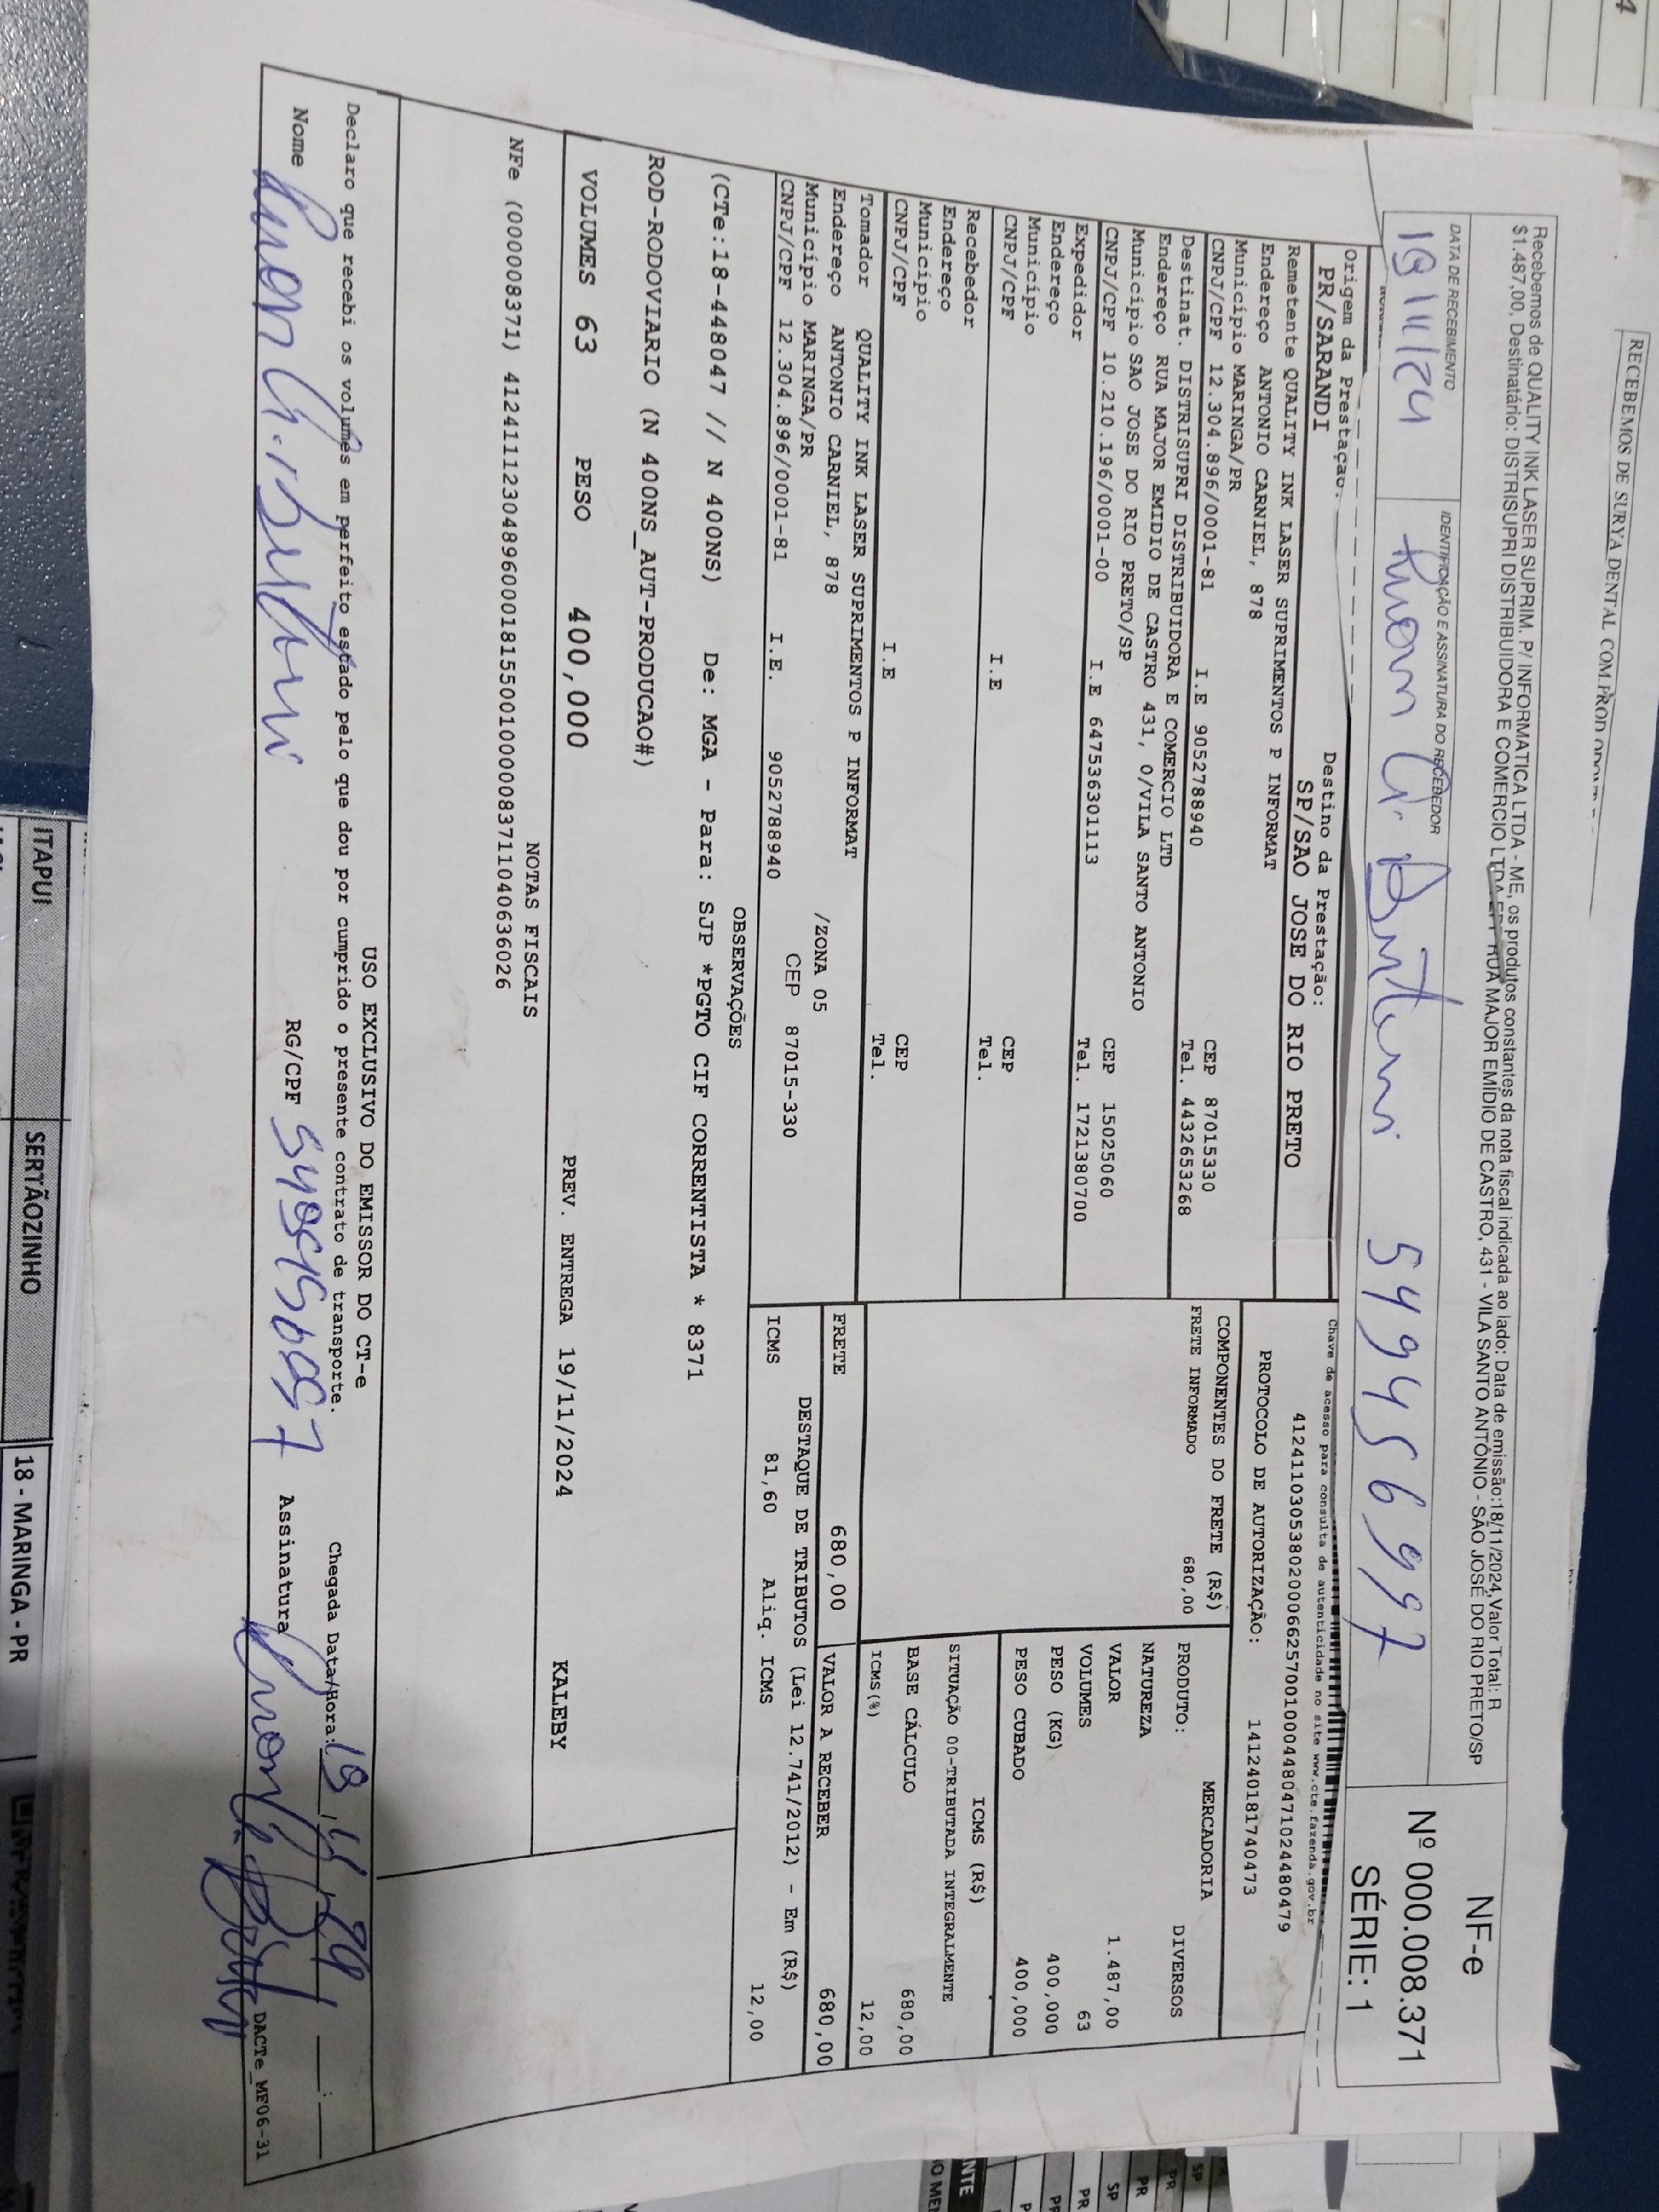 RECEBEMOS DE SURYA DENTAL COM.PROD
Recebemos de QUALITY INK LASER SUPRIM. P/ INFORMATICA LTDA - ME, os produtos constantes da nota fiscal indicada ao lado: Data de emissão:18/11/2024,Valor Total: R
$1.487,00, Destinatário: DISTRISUPRI DISTRIBUIDORA E COMERCIO RUA MAJOR EMÍDIO DE CASTRO, 431 - VILA SANTO ANTÔNIO - SÃO JOSÉ DO RIO PRETO/SP
NF-e
Nº 000.008.371
SÉRIE: 1
DATA DE RECEBIMENTO
IDENTIFICAÇÃO E ASSINATURA DO RECEBEDOR
19/11/24 549456997
Origem da Prestação:
PR/SARANDI
Destino da Prestação:
SP/SAO JOSE DO RIO PRETO
Chave de acesso para consulta de autenticidade no site www.cte.fazenda.gov.br
41241103053802000662570010004480471024480479
PROTOCOLO DE AUTORIZAÇÃO: 141240181740473
Remetente QUALITY INK LASER SUPRIMENTOS P INFORMAT
Endereço ANTONIO CARNIEL, 878
Município MARINGA/PR CEP 87015330
CNPJ/CPF 12.304.896/0001-81 I.E 9052788940 Tel. 4432653268
Destinat. DISTRISUPRI DISTRIBUIDORA E COMERCIO LTD
Endereço RUA MAJOR EMIDIO DE CASTRO 431, 0/VILA SANTO ANTONIO
Município SAO JOSE DO RIO PRETO/SP CEP 15025060
CNPJ/CPF 10.210.196/0001-00 I.E 647536301113 Tel. 1721380700
Expedidor
Endereço
Município CEP
CNPJ/CPF I.E Tel.
Recebedor
Endereço
Município CEP
CNPJ/CPF I.E Tel.
Tomador QUALITY INK LASER SUPRIMENTOS P INFORMAT
Endereço ANTONIO CARNIEL, 878 /ZONA 05
Município MARINGA/PR CEP 87015-330
CNPJ/CPF 12.304.896/0001-81 I.E. 9052788940
COMPONENTES DO FRETE (R$)
FRETE INFORMADO 680,00
MERCADORIA
PRODUTO: DIVERSOS
NATUREZA
VALOR 1.487,00
VOLUMES 63
PESO (KG) 400,000
PESO CUBADO 400,000
ICMS (R$)
SITUAÇÃO 00-TRIBUTADA INTEGRALMENTE
BASE CÁLCULO 680,00
ICMS(%) 12,00
FRETE 680,00
VALOR A RECEBER 680,00
DESTAQUE DE TRIBUTOS (Lei 12.741/2012) - Em (R$)
ICMS 81,60 Aliq. ICMS 12,00
OBSERVAÇÕES
(CTe:18-448047 // N 400NS) De: MGA - Para: SJP *PGTO CIF CORRENTISTA * 8371
ROD-RODOVIARIO (N 400NS_AUT-PRODUCAO#)
VOLUMES 63 PESO 400,000 PREV. ENTREGA 19/11/2024 KALEBY
NOTAS FISCAIS
NFe (000008371) 41241112304896000181550010000083711040636026
USO EXCLUSIVO DO EMISSOR DO CT-e
Declaro que recebi os volumes em perfeito estado pelo que dou por cumprido o presente contrato de transporte.
Chegada Data/Hora: 19/11/24
Nome
RG/CPF
Assinatura
DACTe_MF06-31
ITAPUI
SERTÃOZINHO
18 - MARINGA - PR